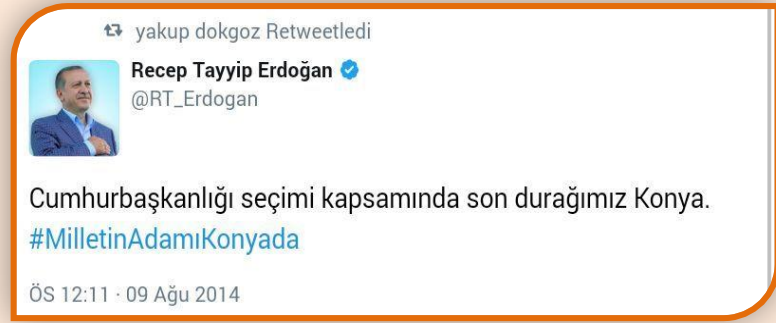 yakup dokgoz Retweetledi
Recep Tayyip Erdoğan
@RT_Erdogan
Cumhurbaşkanlığı seçimi kapsamında son durağımız Konya.
#MilletinAdamıKonyada
ÖS 12:11 · 09 Ağu 2014